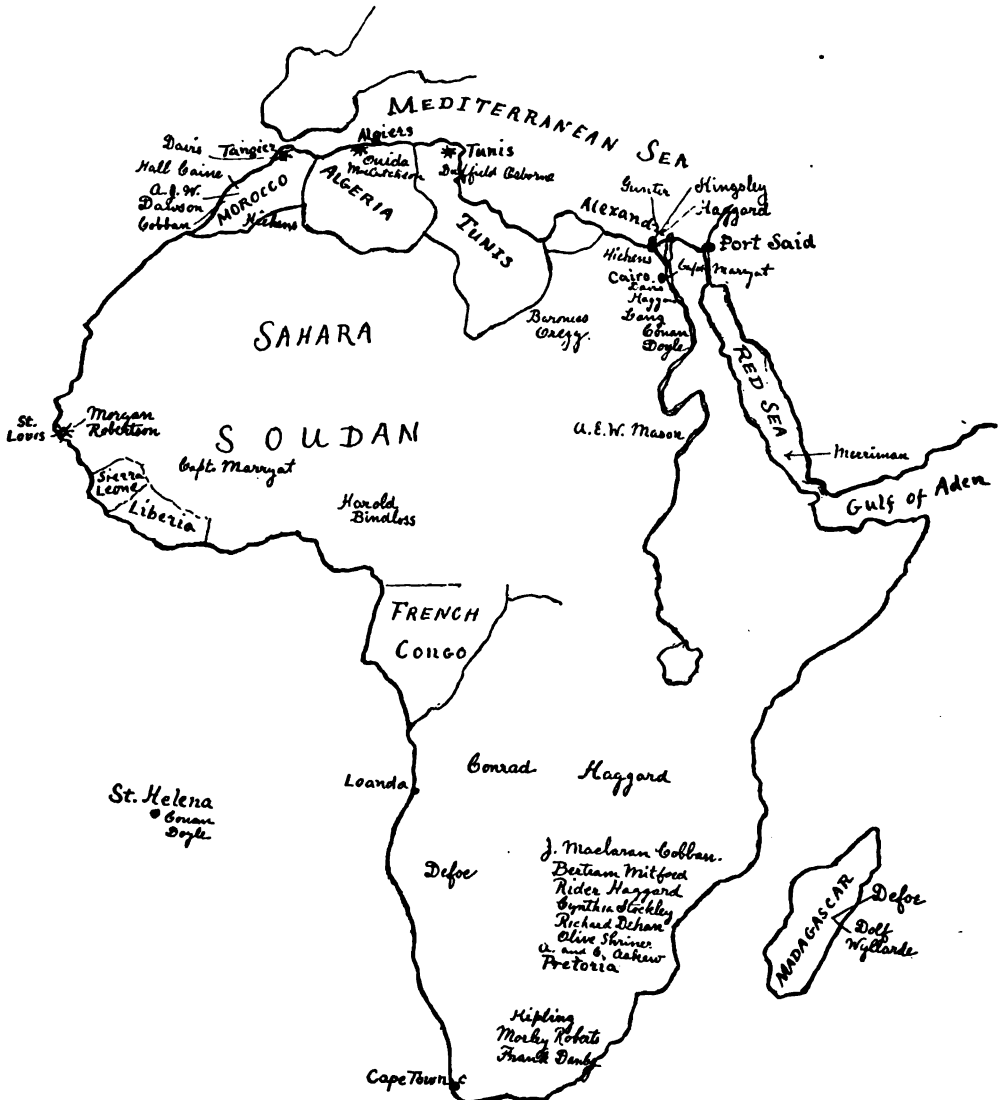 MEDITERRANEAN SEA
Davis Tangier
Algiers
Ouida
McCutcheon
Tunis
Duffield Osborne
Hall Caine
A.J.W.
Dawson
Cobban
MOROCCO
Hichens
ALGERIA
TUNIS
Gunter
Kingsley
Haggard
Alexand
Port Said
Hichens
Capt. Marryat
Cairo
Davis
Haggard
Lang
Conan
Doyle
Baroness
Orczy.
SAHARA
RED SEA
St.
Louis
Morgan
Robertson
SOUDAN
Capt. Marryat
A.E.W. Mason
Merriman
Gulf of Aden
Sierra
Leone
Liberia
Harold
Bindloss
FRENCH
CONGO
Loanda
Conrad
Haggard
St. Helena
Conan
Doyle
Defoe
J. Maclaran Cobban.
Bertram Mitford
Rider Haggard
Cynthia Stockley
Richard Dehan
Olive Shriner
A. and C. Askew
Pretoria
MADAGASCAR
Defoe
Dolf
Wyllarde
Kipling
Morley Roberts
Frank Danby
Cape Town